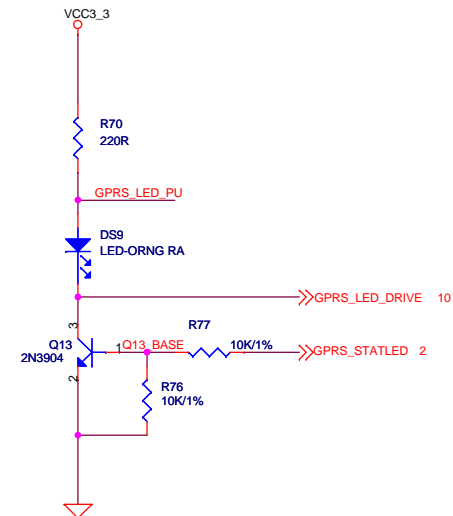 VCC3_3
R70
220R
GPRS_LED_PU
DS9
LED-ORNG RA
GPRS_LED_DRIVE 10
3
R77
Q13
2N3904
1
Q13_BASE
10K/1%
GPRS_STATLED 2
2
R76
10K/1%